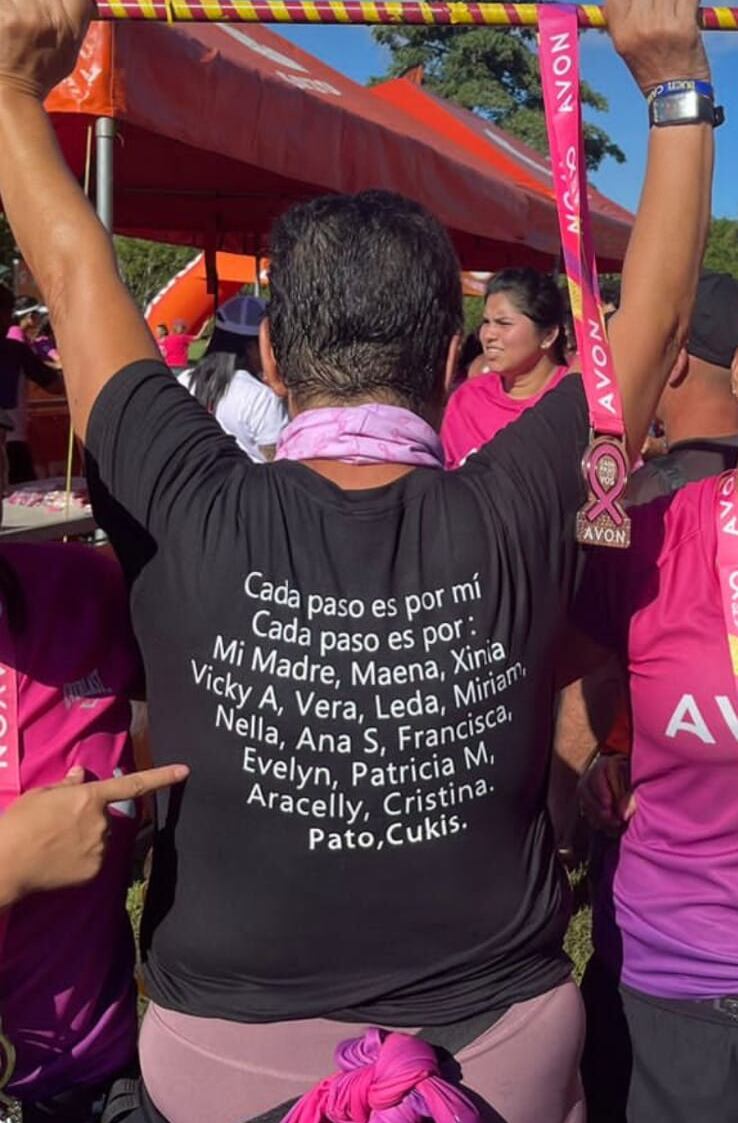 AVON
AVON
AVON
AVON
Cada paso es por mí
Cada paso es por:
Mi Madre, Maena, Xinia
Vicky A, Vera, Leda, Miriam,
Nella, Ana S, Francisca,
Evelyn, Patricia M,
Aracelly, Cristina.
Pato,Cukis.